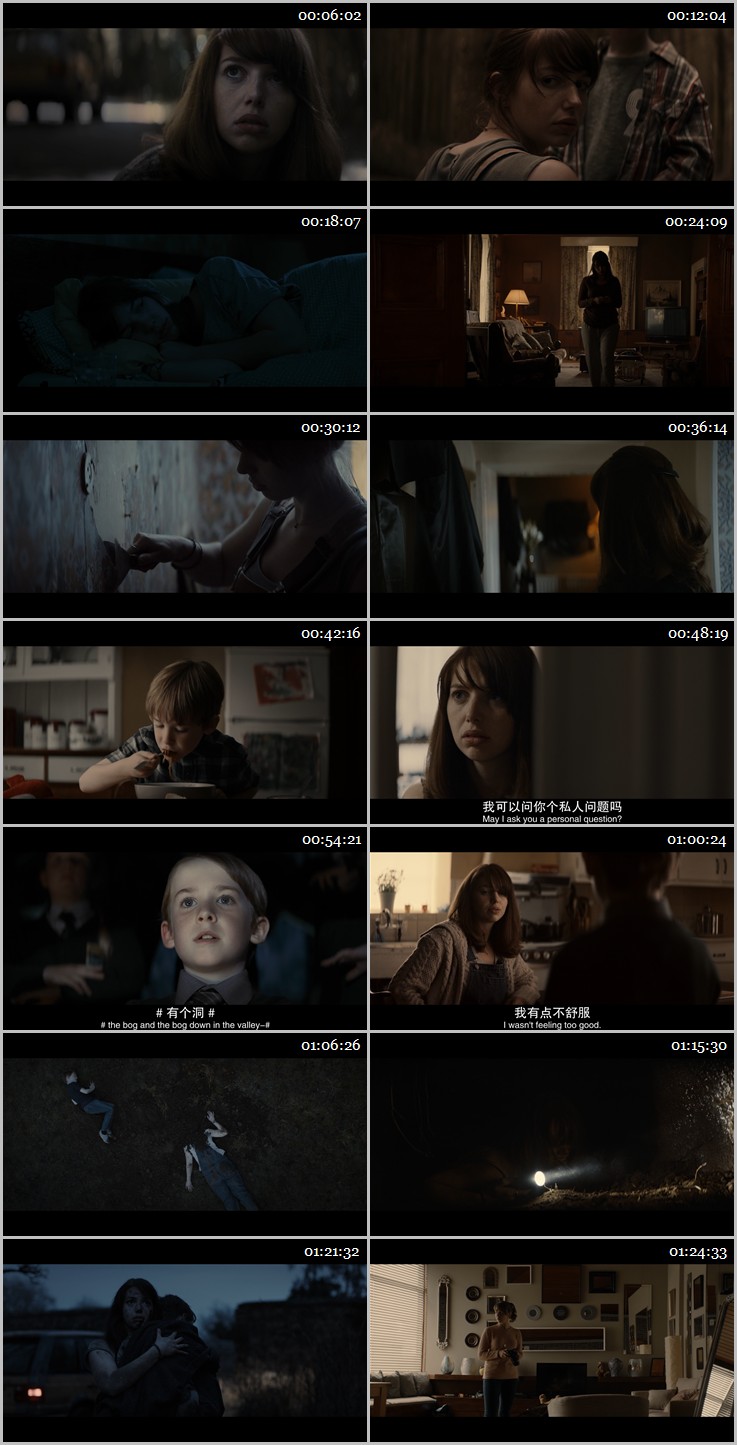 00:06:02
00:12:04
00:18:07
00:24:09
00:30:12
00:36:14
00:42:16
00:48:19
我可以问你个私人问题吗
May I ask you a personal question?
00:54:21
# 有个洞 #
# the bog and the bog down in the valley-#
01:00:24
我有点不舒服
I wasn't feeling too good.
01:06:26
01:15:30
01:21:32
01:24:33